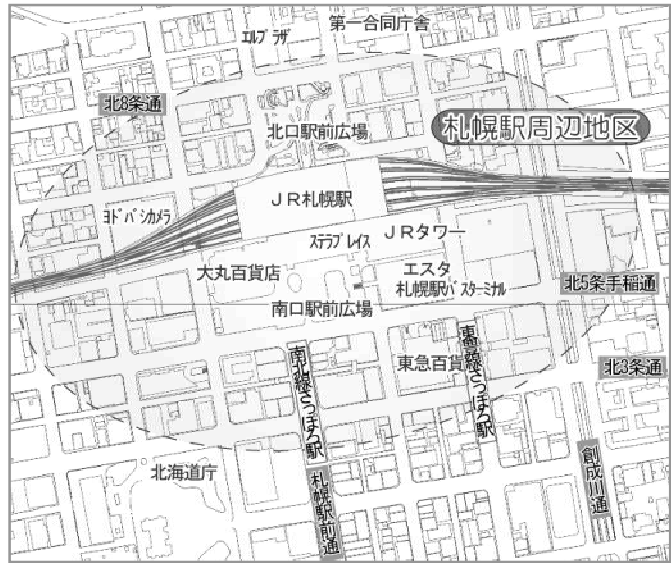 第一合同庁舎
エルプラザ
北8条通
北口駅前広場
札幌駅周辺地区
JR札幌駅
ヨドバシカメラ
ステラプレイス
JRタワー
大丸百貨店
エスタ
札幌駅バスターミナル
北5条手稲通
南口駅前広場
東急百貨
東豊線さっぽろ駅
南北線さっぽろ駅
北3条通
北海道庁
札幌駅前通
創成川通